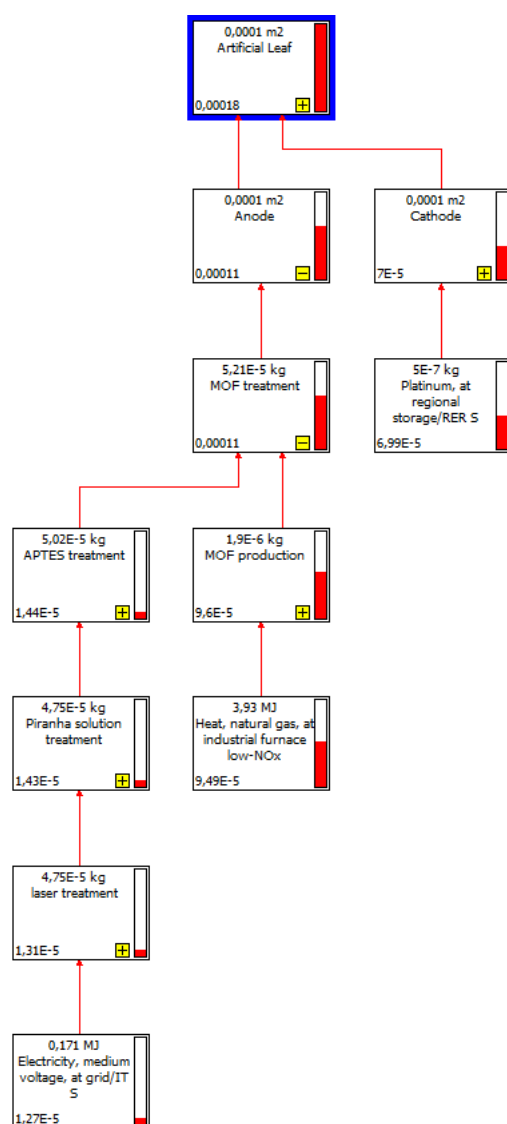 0,0001 m2
Artificial Leaf
0,00018
0,0001 m2
Anode
0,00011
0,0001 m2
Cathode
7E-5
5,21E-5 kg
MOF treatment
0,00011
5E-7 kg
Platinum, at
regional
storage/RER S
6,99E-5
5,02E-5 kg
APTES treatment
1,44E-5
1,9E-6 kg
MOF production
9,6E-5
4,75E-5 kg
Piranha solution
treatment
1,43E-5
3,93 MJ
Heat, natural gas, at
industrial furnace
low-NOx
9,49E-5
4,75E-5 kg
laser treatment
1,31E-5
0,171 MJ
Electricity, medium
voltage, at grid/IT
S
1,27E-5